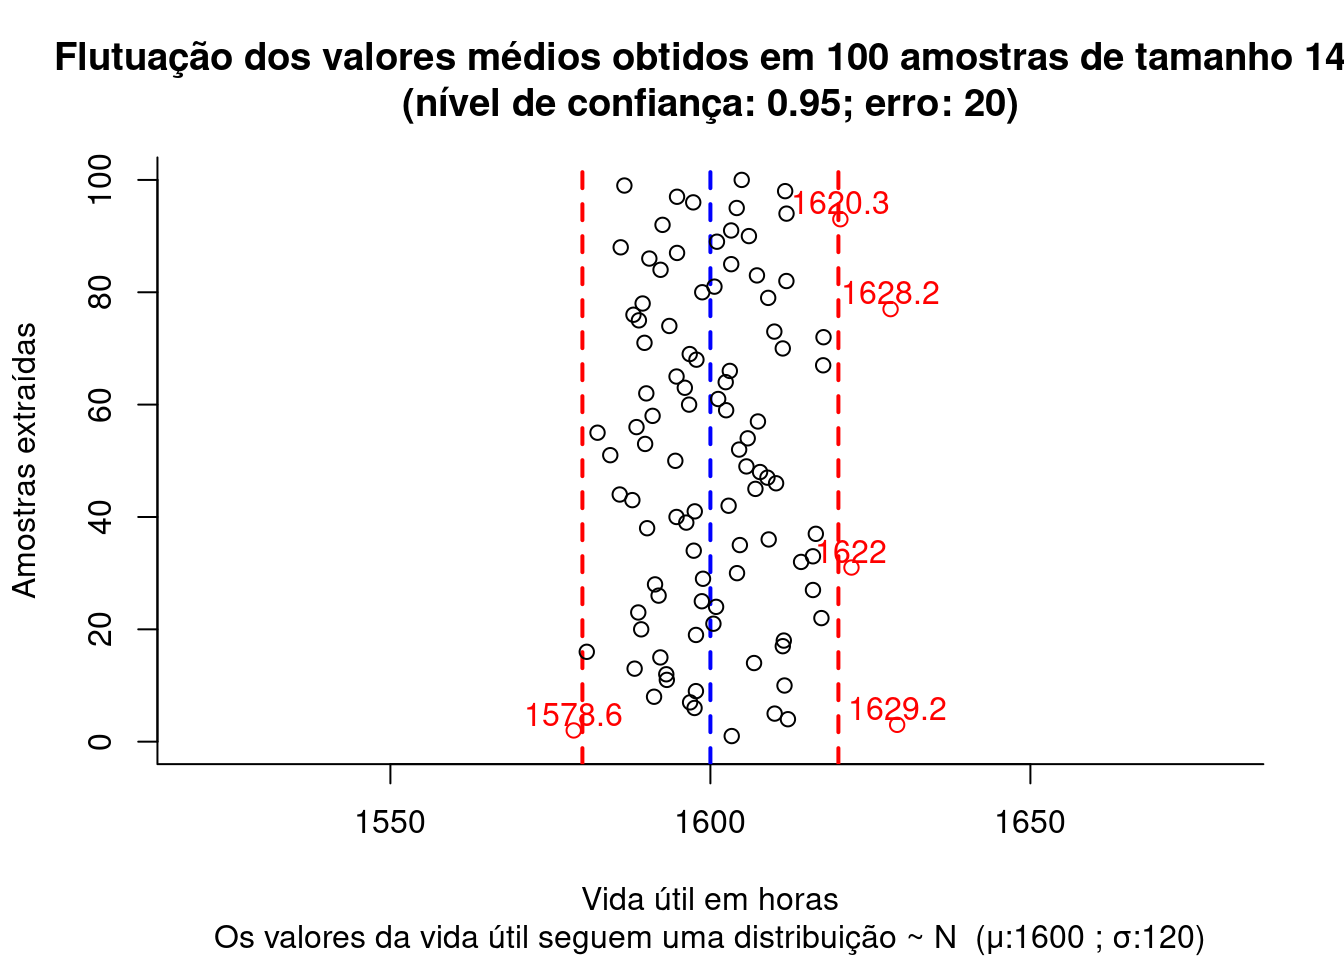 Flutuação dos valores médios obtidos em 100 amostras de tamanho 14
(nível de confiança: 0.95; erro: 20)
Amostras extraídas
100
80
60
40
20
0
1620.3
1628.2
1622
1578.6
1629.2
1550
1600
1650
Vida útil em horas
Os valores da vida útil seguem uma distribuição ~ N (μ:1600 ; σ:120)